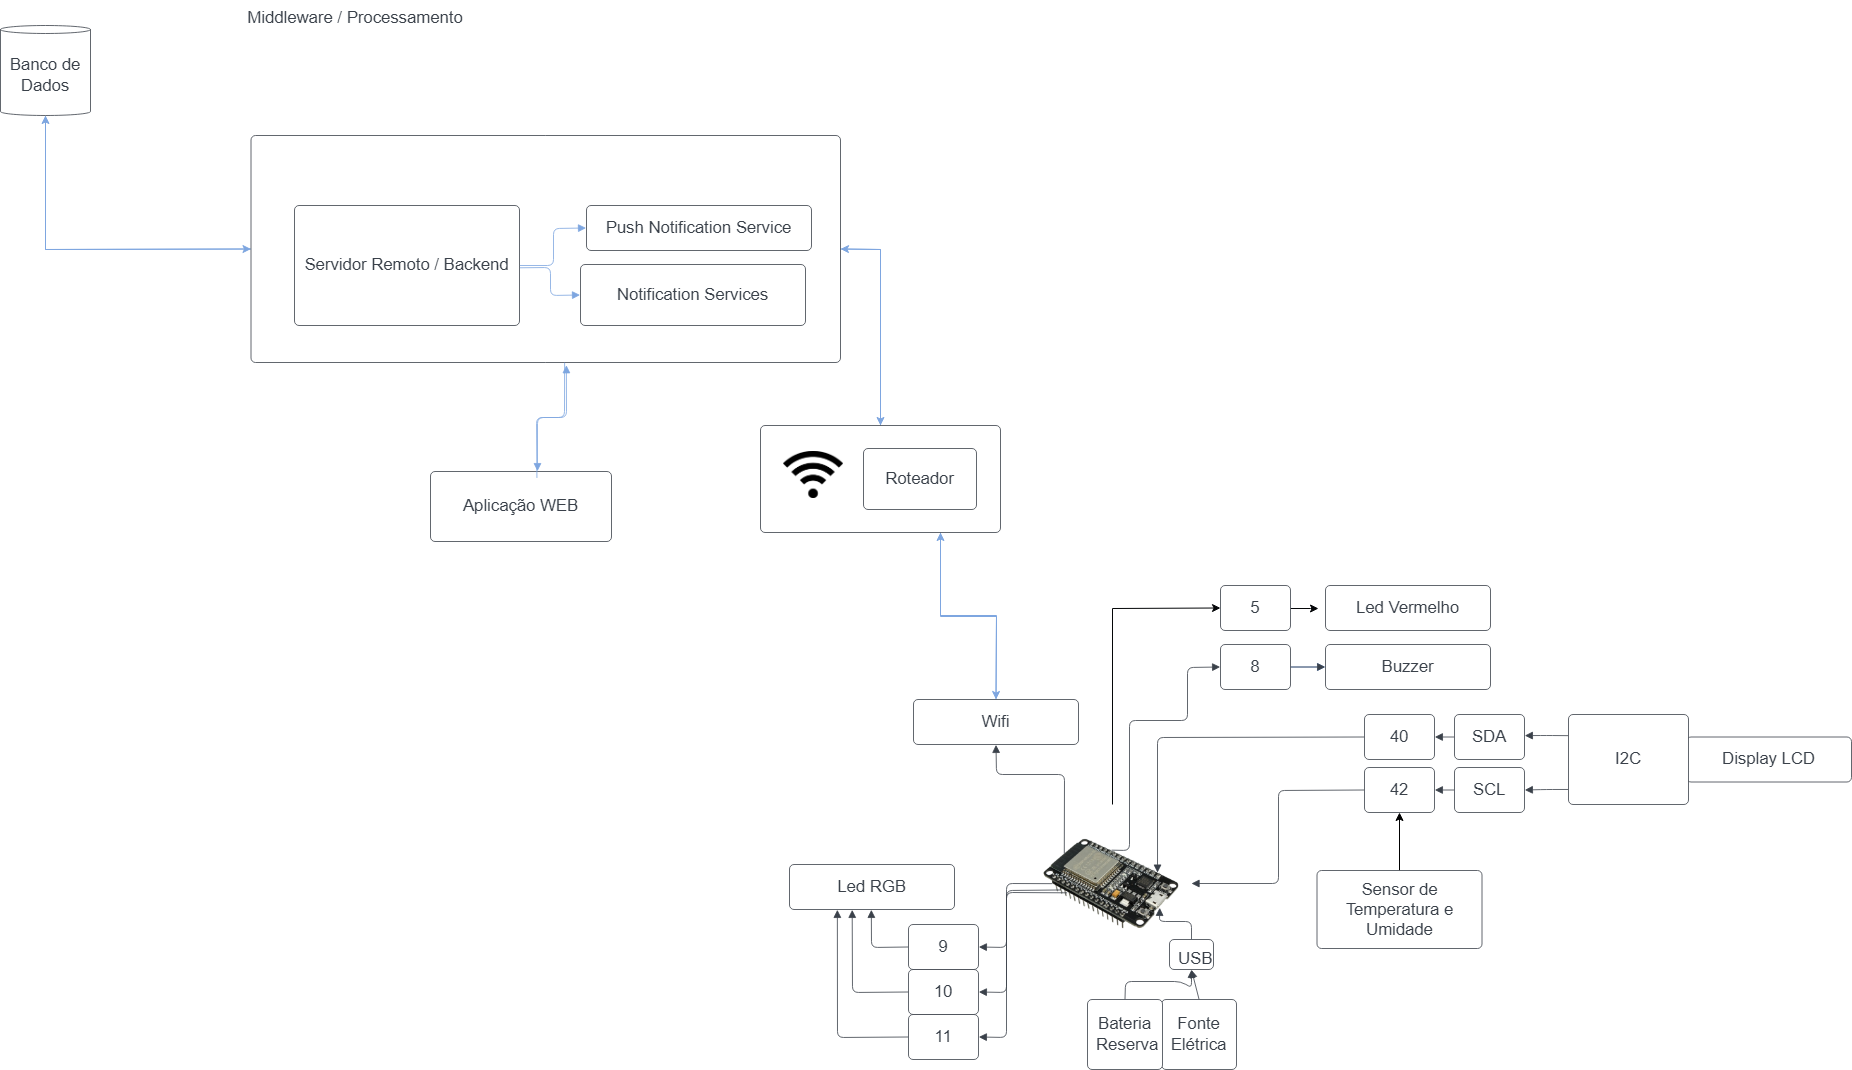 Middleware / Processamento
Banco de
Dados
Servidor Remoto / Backend
Push Notification Service
Notification Services
Aplicação WEB
Roteador
Wifi
5
Led Vermelho
8
Buzzer
40
SDA
I2C
Display LCD
42
SCL
Led RGB
Sensor de
Temperatura e
Umidade
9
10
11
USB
Bateria
Reserva
Fonte
Elétrica